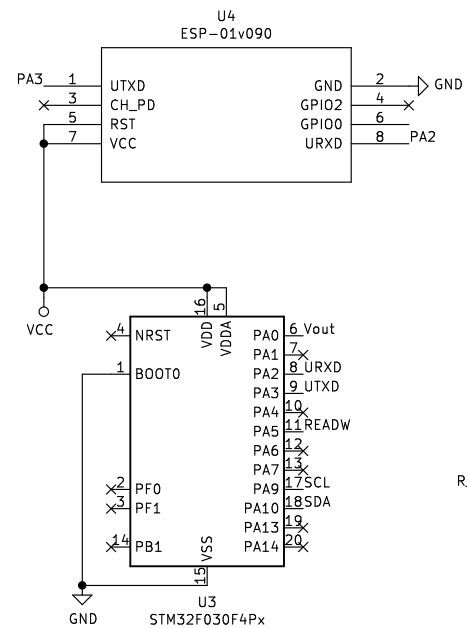 U4
ESP-01v090
PA3 1 UTXD GND 2 GND
3 CH_PD GPIO2 4
5 RST GPIO0 6
7 VCC URXD 8 PA2
VCC
16 5
VDD VDDA
4 NRST PA0 6 Vout
PA1 7
1 BOOT0 PA2 8 URXD
PA3 9 UTXD
PA4 10
PA5 11 READW
PA6 12
PA7 13
2 PF0 PA9 17 SCL
3 PF1 PA10 18 SDA
PA13 19
14 PB1 PA14 20
VSS
15
GND
U3
STM32F030F4Px
R